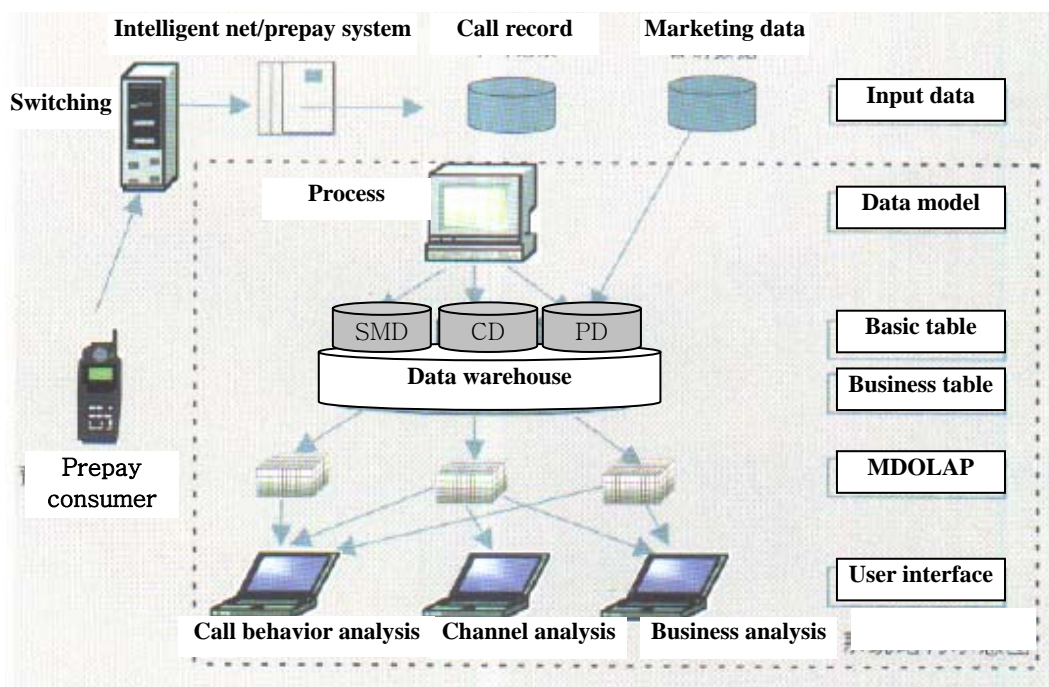 Intelligent net/prepay system
Call record
Marketing data
Switching
Input data
Process
Data model
SMD
CD
PD
Basic table
Data warehouse
Business table
Prepay
consumer
MDOLAP
User interface
Call behavior analysis
Channel analysis
Business analysis